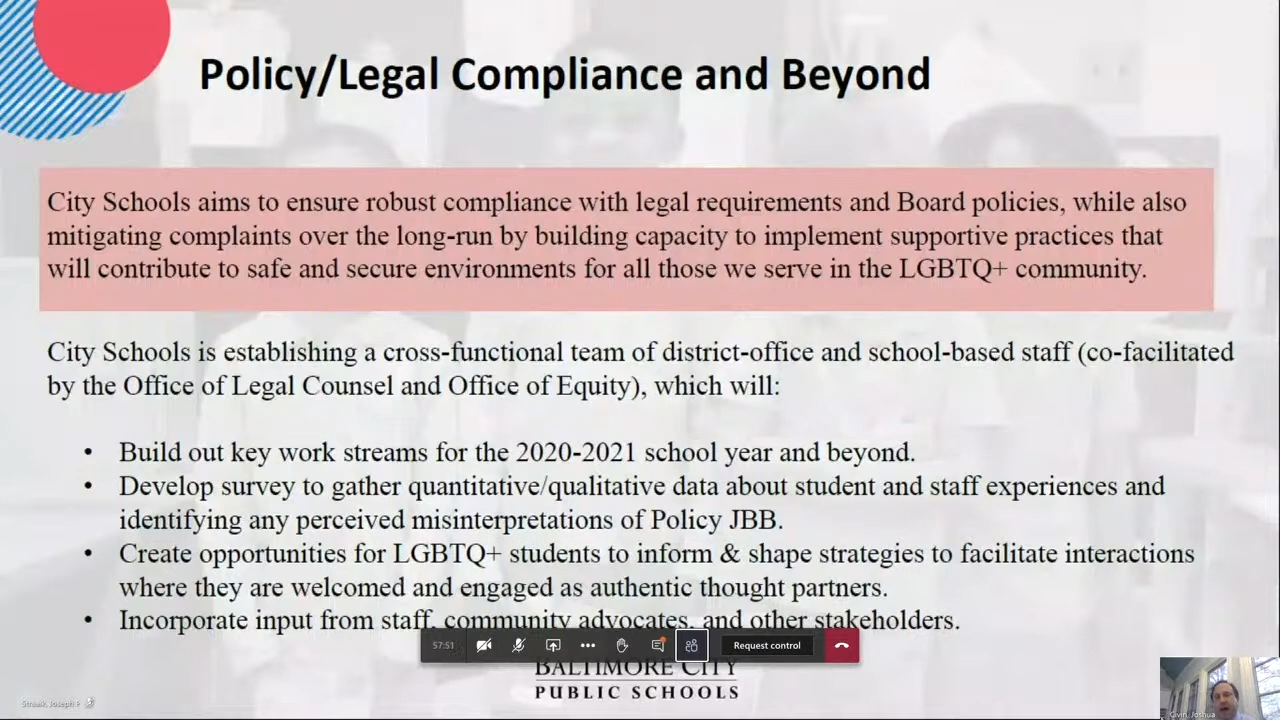 Policy/Legal Compliance and Beyond
City Schools aims to ensure robust compliance with legal requirements and Board policies, while also
mitigating complaints over the long-run by building capacity to implement supportive practices that
will contribute to safe and secure environments for all those we serve in the LGBTQ+ community.
City Schools is establishing a cross-functional team of district-office and school-based staff (co-facilitated
by the Office of Legal Counsel and Office of Equity), which will:
• Build out key work streams for the 2020-2021 school year and beyond.
• Develop survey to gather quantitative/qualitative data about student and staff experiences and
identifying any perceived misinterpretations of Policy JBB.
• Create opportunities for LGBTQ+ students to inform & shape strategies to facilitate interactions
where they are welcomed and engaged as authentic thought partners.
• Incorporate input from staff, community advocates, and other stakeholders.
57:51
Request control
BALTIMORE CITY
PUBLIC SCHOOLS
Joseph P
Civin, Joshua